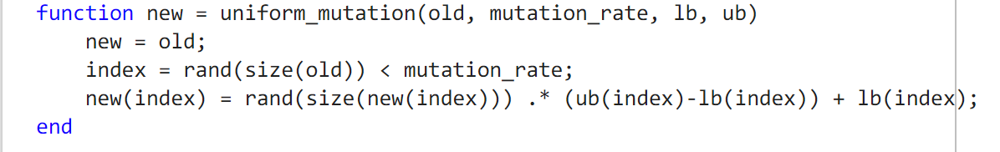 function new = uniform_mutation(old, mutation_rate, lb, ub)
    new = old;
    index = rand(size(old)) < mutation_rate;
    new(index) = rand(size(new(index))) .* (ub(index)-lb(index)) + lb(index);
end